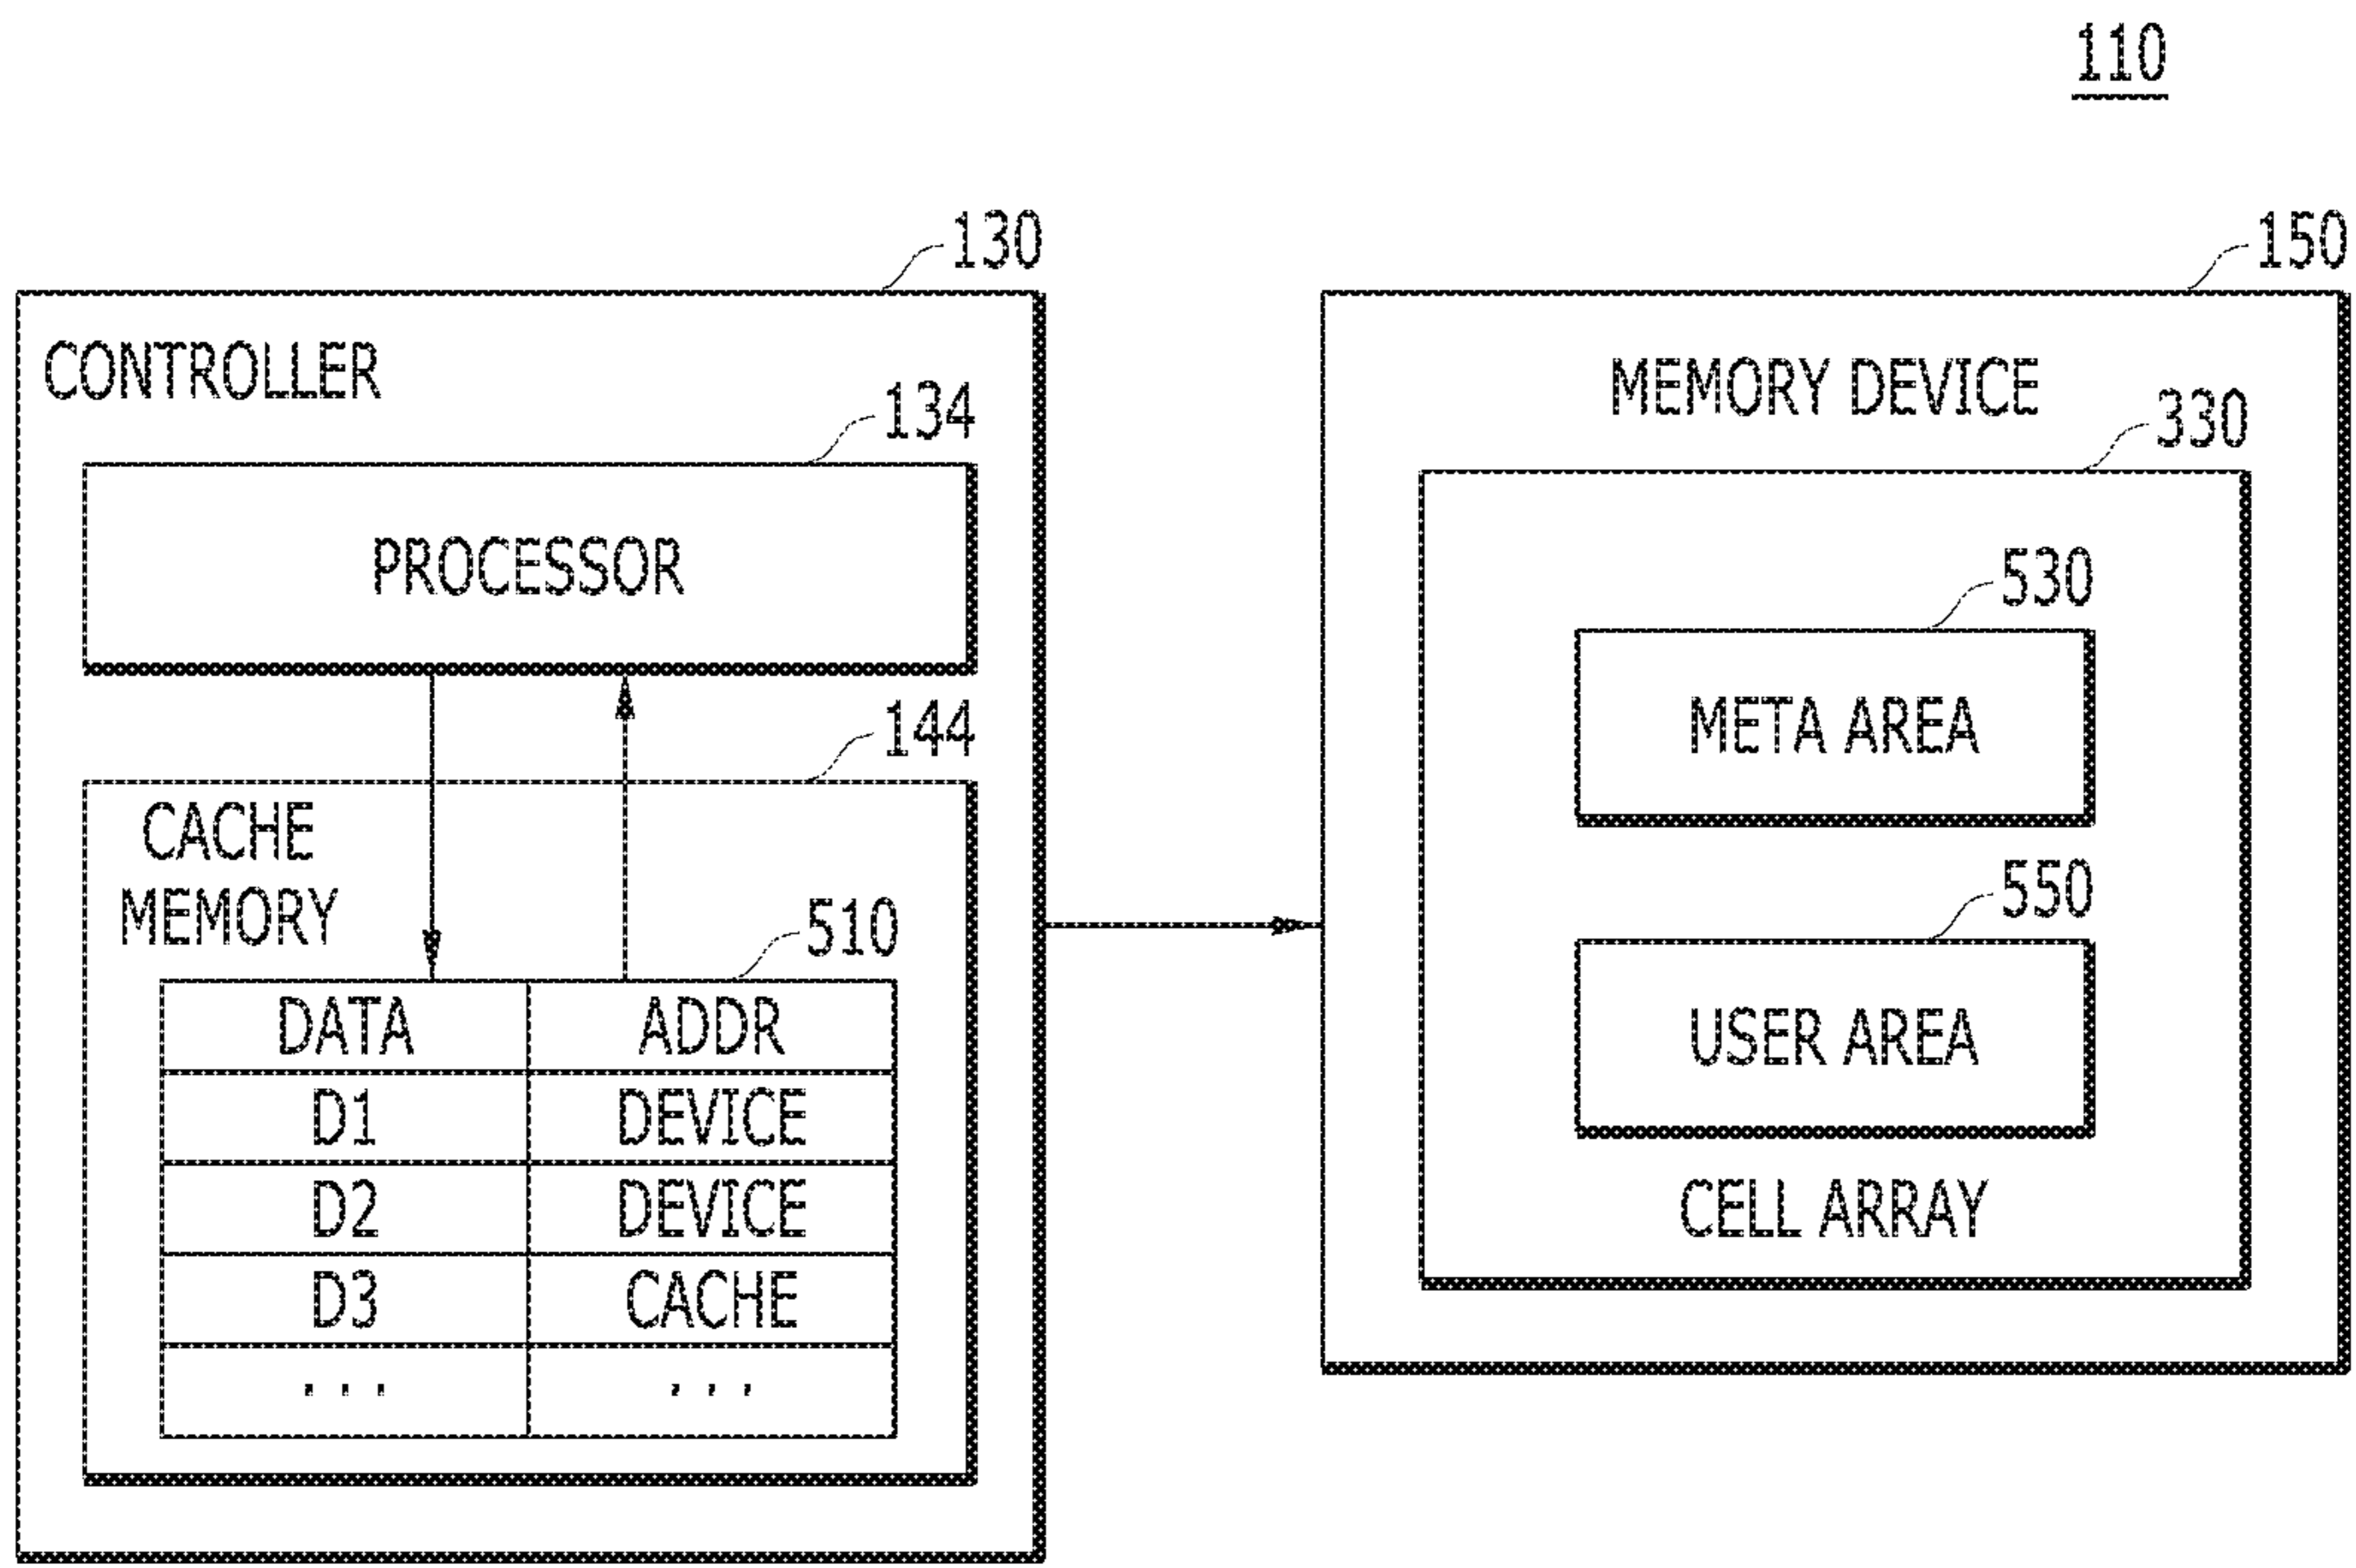 110
130
CONTROLLER
134
PROCESSOR
144
CACHE
MEMORY
510
DATA ADDR
D1 DEVICE
D2 DEVICE
D3 CACHE
... ...
150
MEMORY DEVICE
330
530
META AREA
550
USER AREA
CELL ARRAY